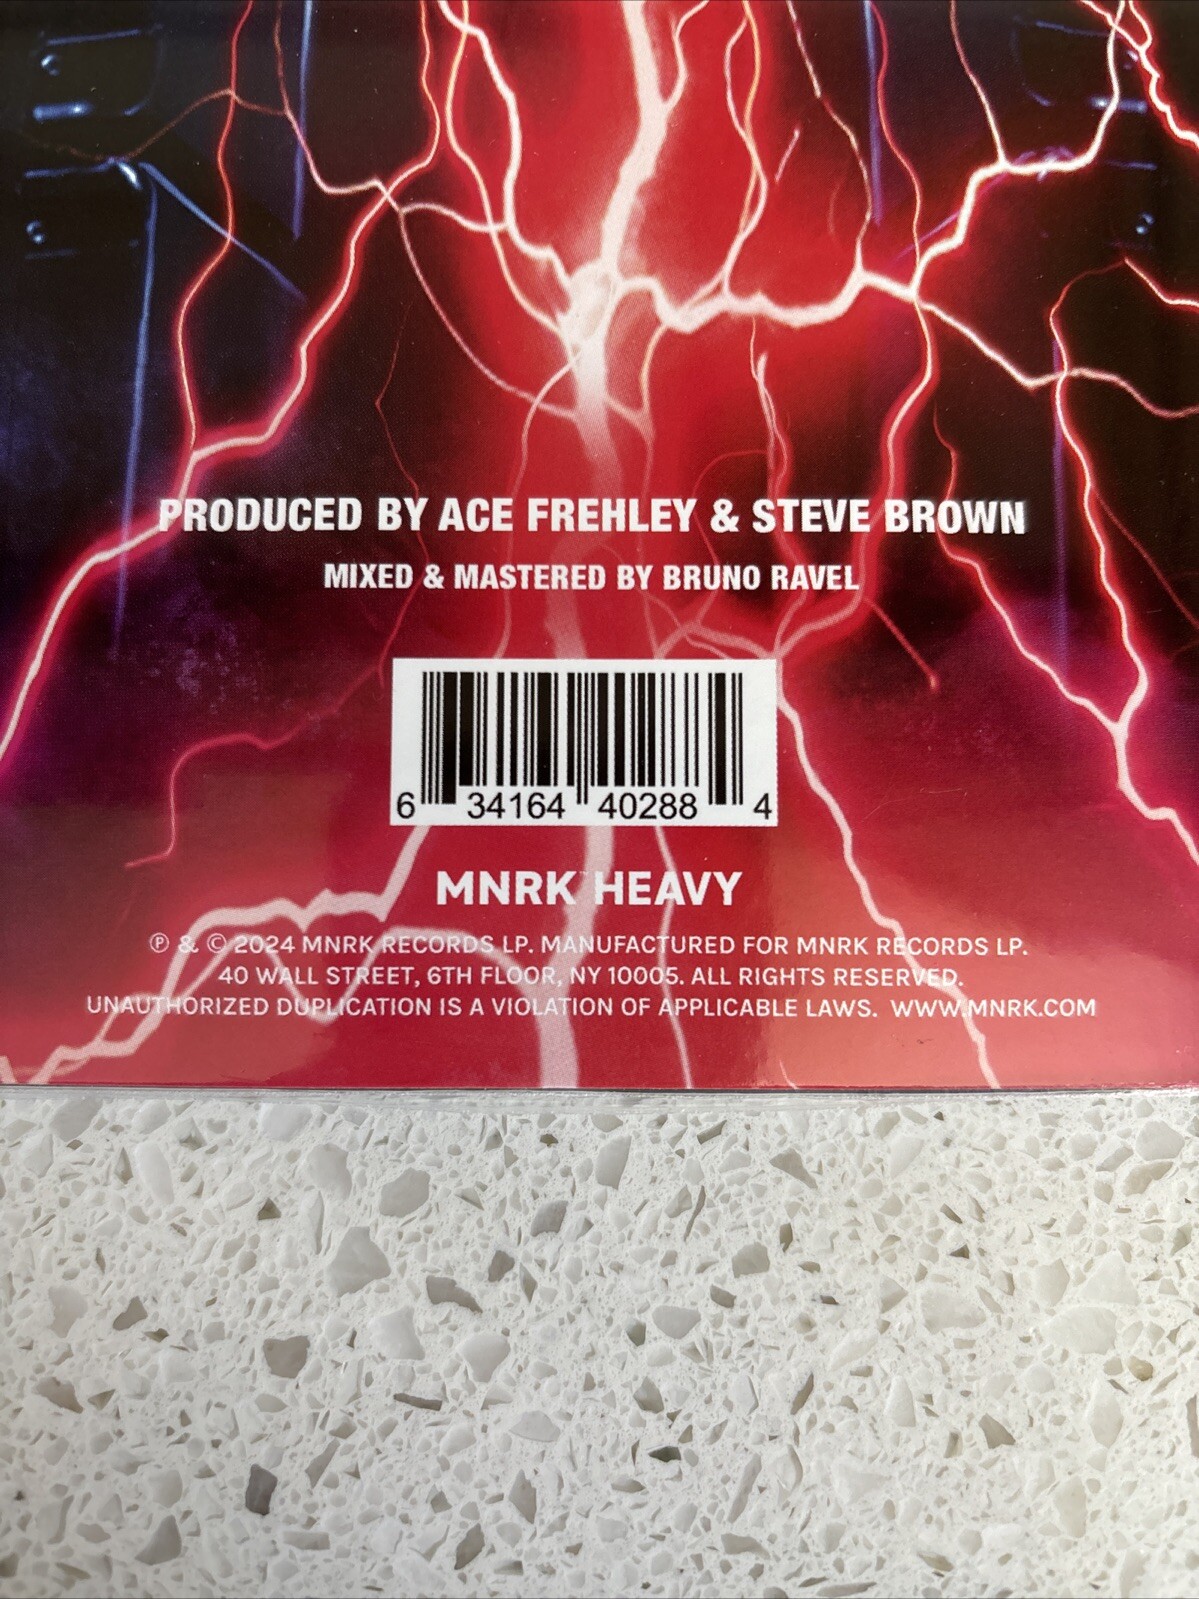 PRODUCED BY ACE FREHLEY & STEVE BROWN
MIXED & MASTERED BY BRUNO RAVEL
6 34164 40288 4
MNRK™ HEAVY
℗ & © 2024 MNRK RECORDS LP. MANUFACTURED FOR MNRK RECORDS LP.
40 WALL STREET, 6TH FLOOR, NY 10005. ALL RIGHTS RESERVED.
UNAUTHORIZED DUPLICATION IS A VIOLATION OF APPLICABLE LAWS. WWW.MNRK.COM